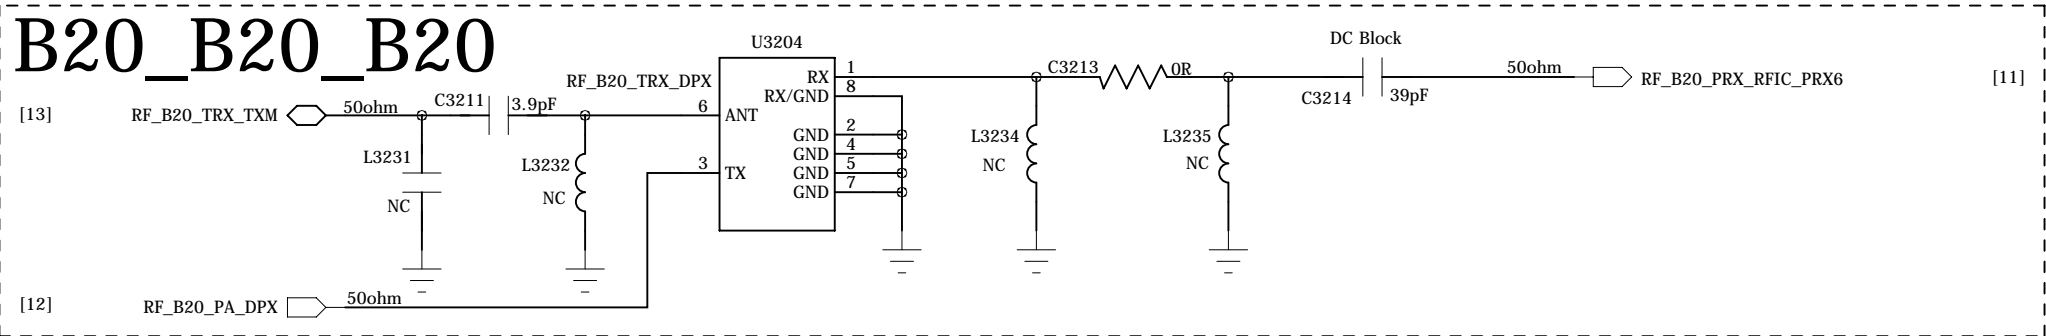 B20_B20_B20
U3204
DC Block
RF_B20_TRX_DPX
RX 1
C3213 0R
50ohm
RF_B20_PRX_RFIC_PRX6 [11]
RX/GND 8
C3214 39pF
[13] RF_B20_TRX_TXM 50ohm C3211 3.9pF
6 ANT
GND 2
L3234 NC
L3235 NC
GND 4
L3231 NC
L3232 NC
3 TX
GND 5
GND 7
[12] RF_B20_PA_DPX 50ohm